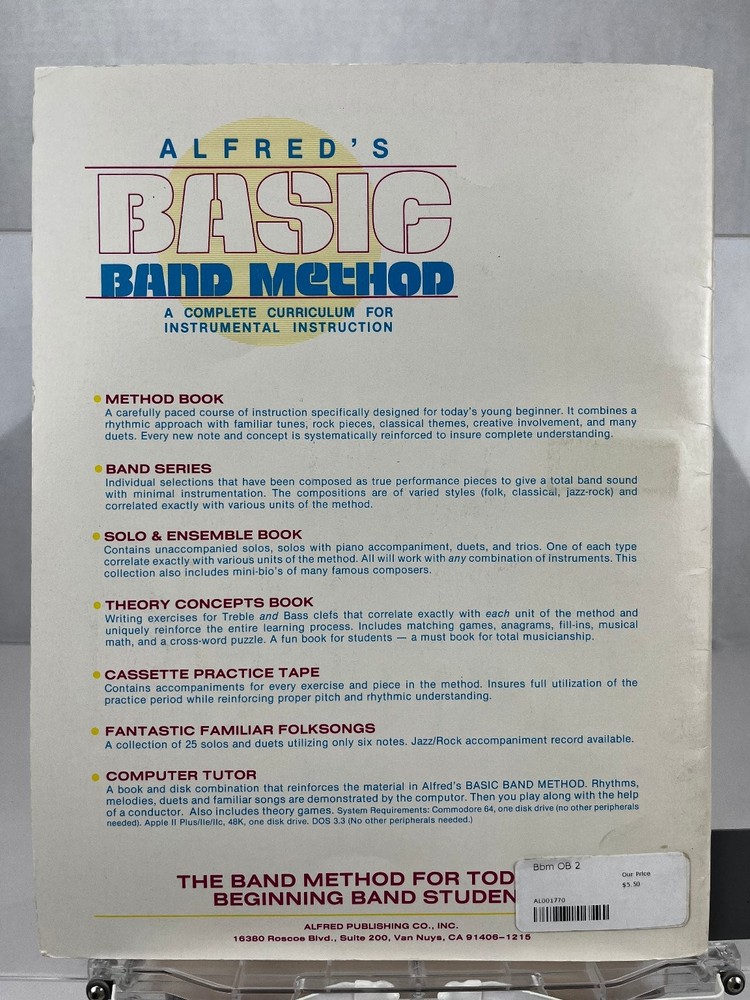 ALFRED'S
BASIC
BAND METHOD
A COMPLETE CURRICULUM FOR
INSTRUMENTAL INSTRUCTION
METHOD BOOK
A carefully paced course of instruction specifically designed for today's young beginner. It combines a
rhythmic approach with familiar tunes, rock pieces, classical themes, creative involvement, and many
duets. Every new note and concept is systematically reinforced to insure complete understanding.
BAND SERIES
Individual selections that have been composed as true performance pieces to give a total band sound
with minimal instrumentation. The compositions are of varied styles (folk, classical, jazz-rock) and
correlated exactly with various units of the method.
SOLO & ENSEMBLE BOOK
Contains unaccompanied solos, solos with piano accompaniment, duets, and trios. One of each type
correlate exactly with various units of the method. All will work with any combination of instruments. This
collection also includes mini-bio's of many famous composers.
THEORY CONCEPTS BOOK
Writing exercises for Treble and Bass clefs that correlate exactly with each unit of the method and
uniquely reinforce the entire learning process. Includes matching games, anagrams, fill-ins, musical
math, and a cross-word puzzle. A fun book for students — a must book for total musicianship.
CASSETTE PRACTICE TAPE
Contains accompaniments for every exercise and piece in the method. Insures full utilization of the
practice period while reinforcing proper pitch and rhythmic understanding.
FANTASTIC FAMILIAR FOLKSONGS
A collection of 25 solos and duets utilizing only six notes. Jazz/Rock accompaniment record available.
COMPUTER TUTOR
A book and disk combination that reinforces the material in Alfred's BASIC BAND METHOD. Rhythms,
melodies, duets and familiar songs are demonstrated by the computor. Then you play along with the help
of a conductor. Also includes theory games. System Requirements: Commodore 64, one disk drive (no other peripherals
needed). Apple II Plus/IIe/IIc, 48K, one disk drive. DOS 3.3 (No other peripherals needed.)
THE BAND METHOD FOR TOD
BEGINNING BAND STUDEN
Bbm OB 2
Our Price
$5.50
AL001770
ALFRED PUBLISHING CO., INC.
16380 Roscoe Blvd., Suite 200, Van Nuys, CA 91406–1215